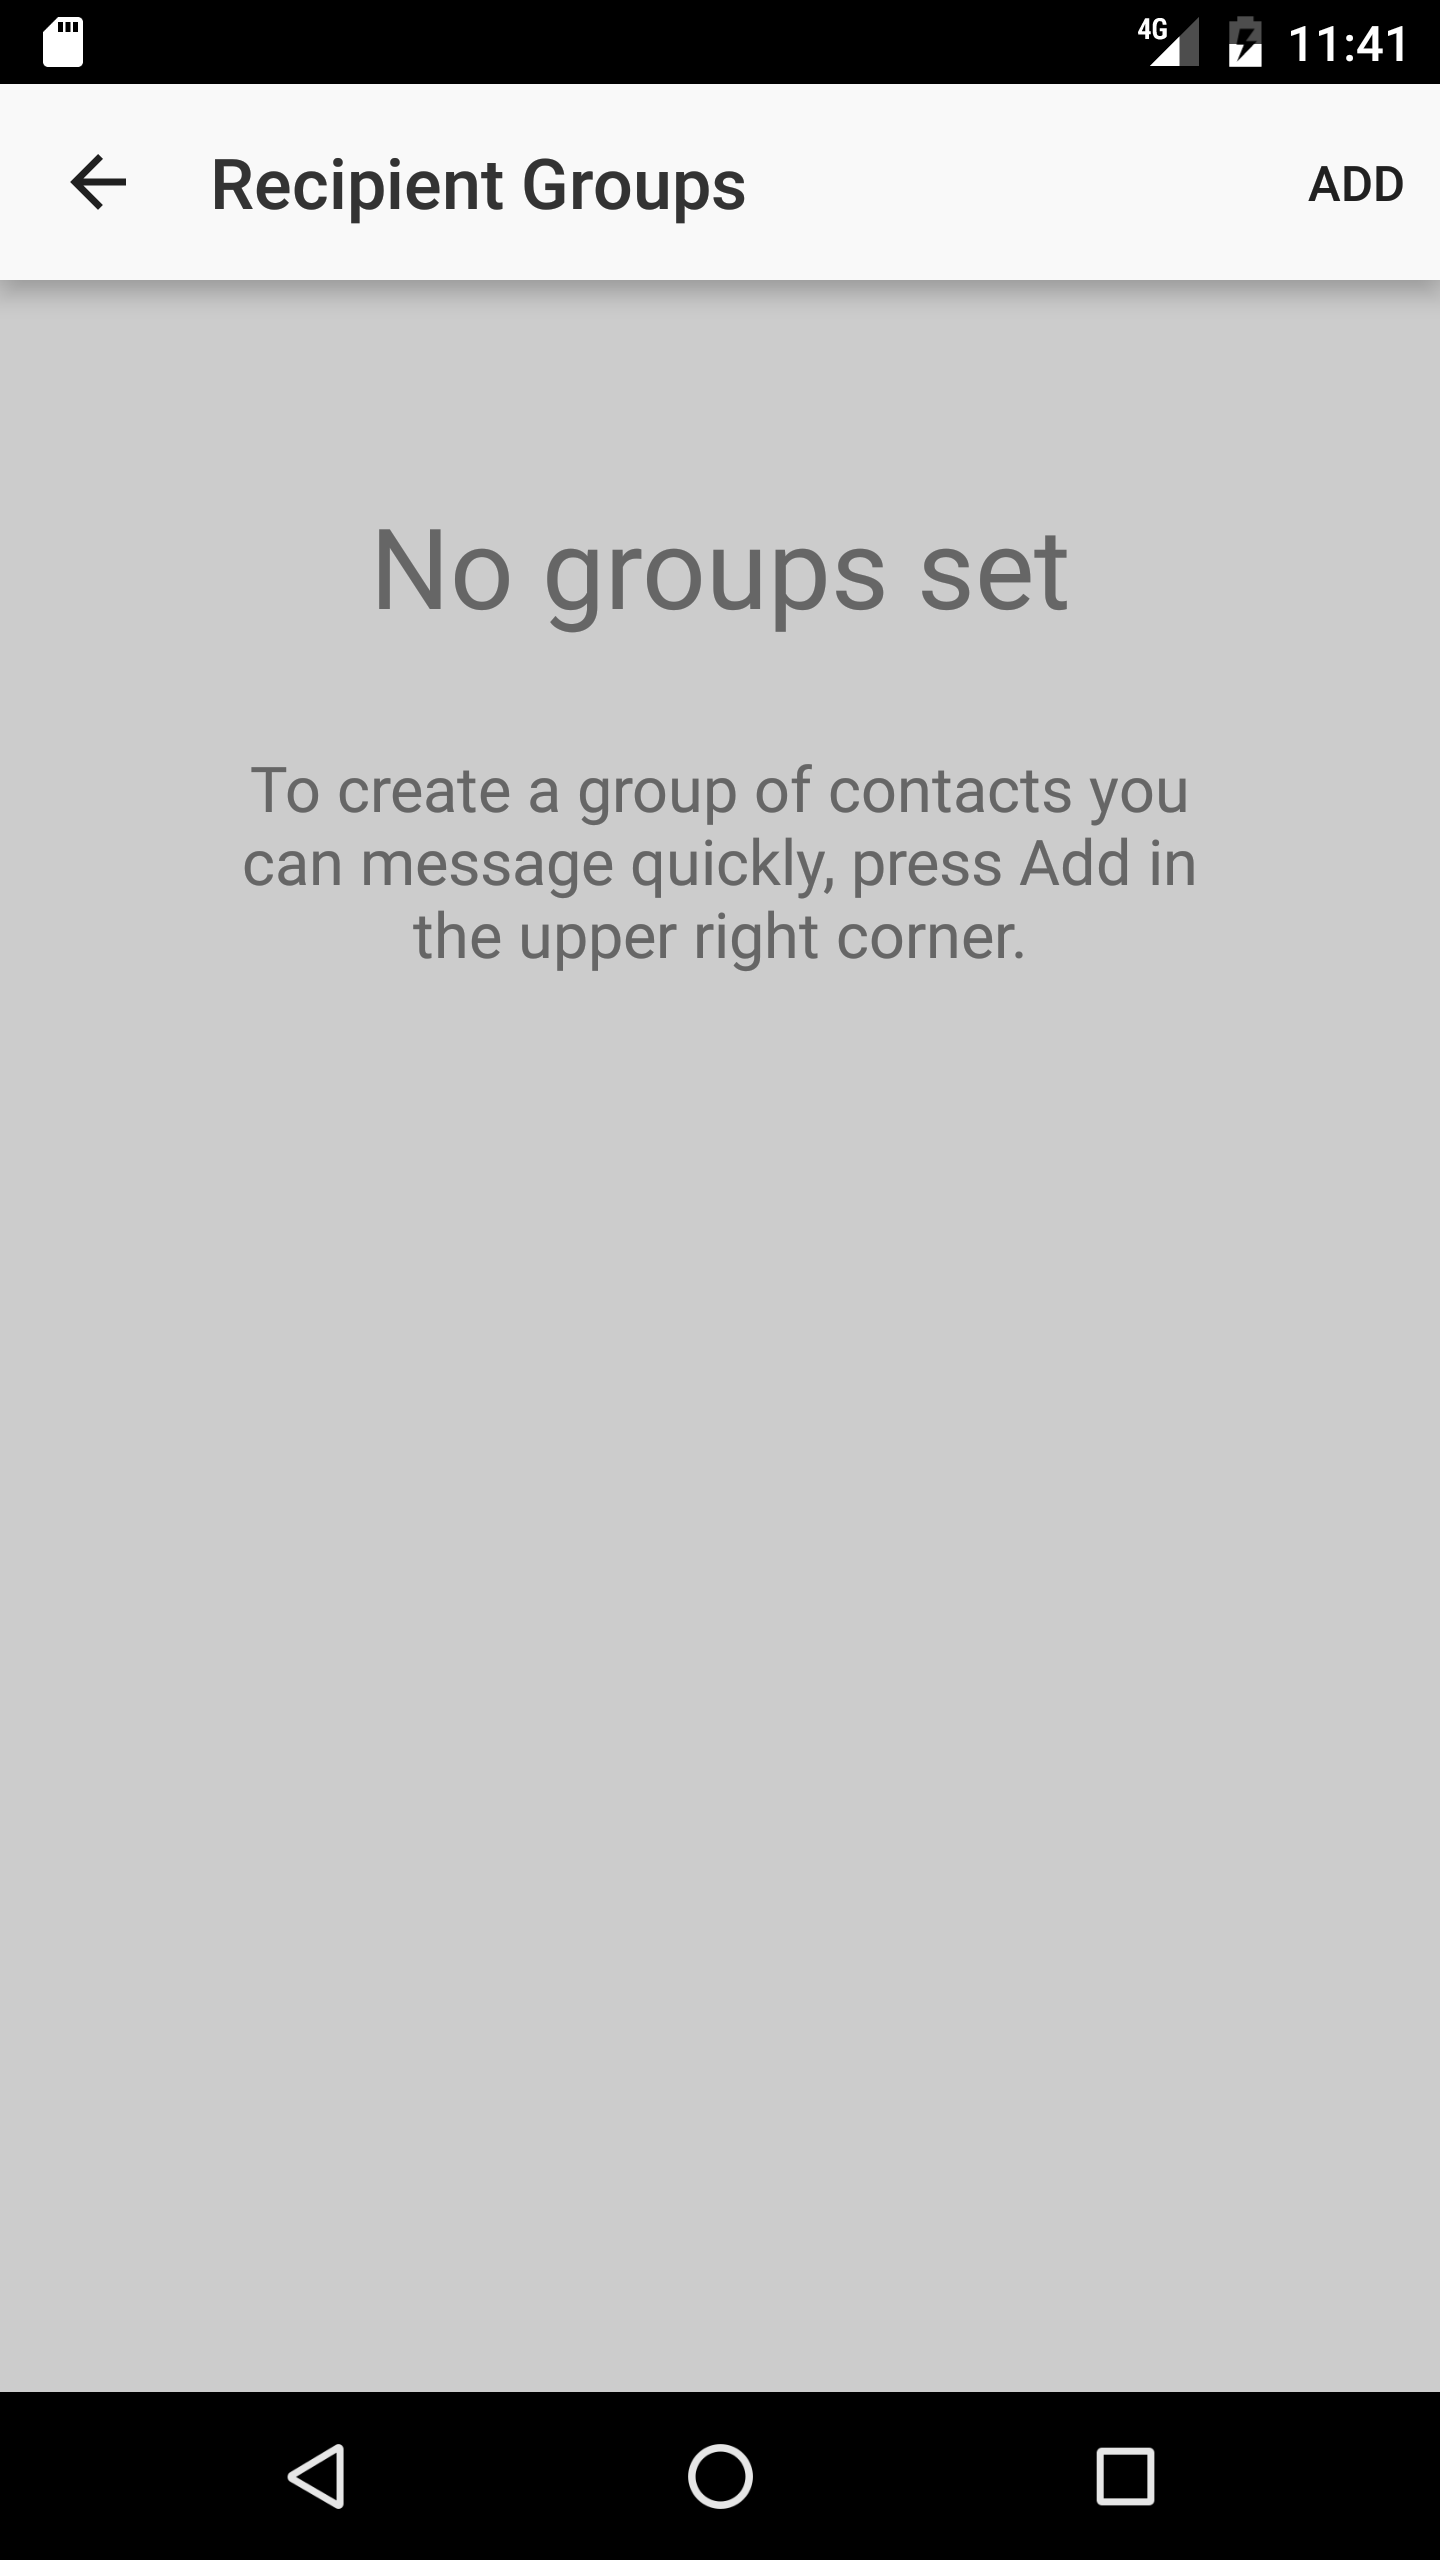 4G 11:41
Recipient Groups ADD
No groups set
To create a group of contacts you
can message quickly, press Add in
the upper right corner.